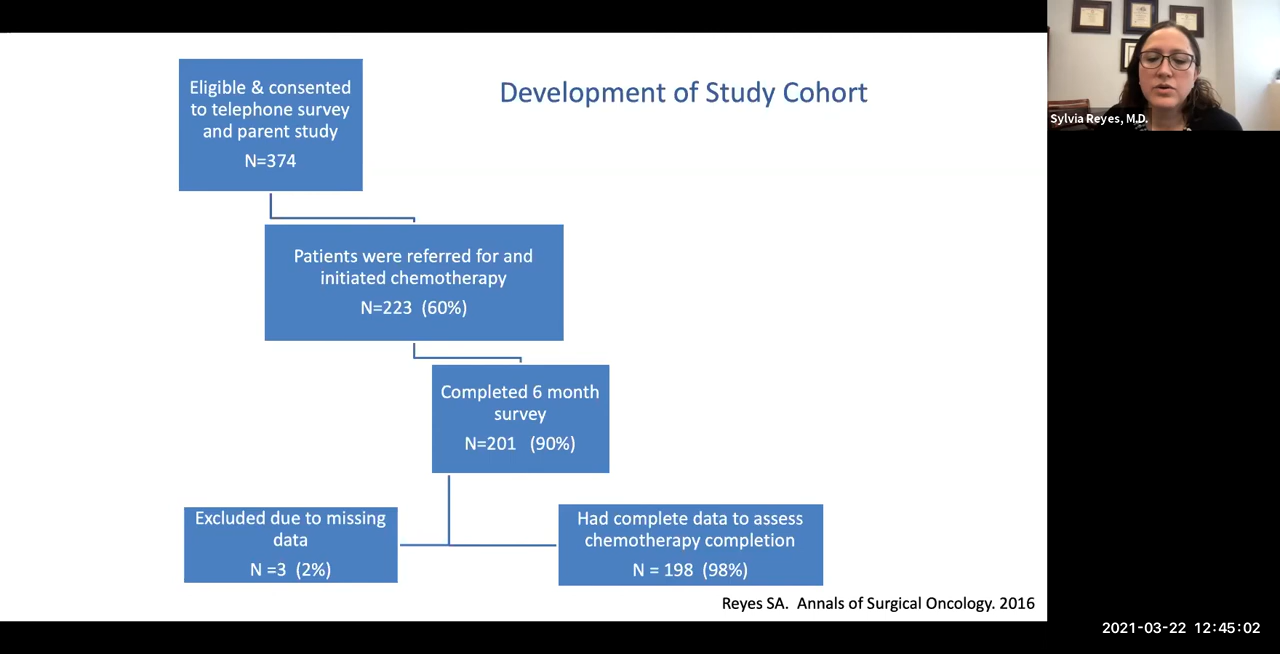 Development of Study Cohort
Eligible & consented
to telephone survey
and parent study
N=374
Patients were referred for and
initiated chemotherapy
N=223 (60%)
Completed 6 month
survey
N=201 (90%)
Excluded due to missing
data
N =3 (2%)
Had complete data to assess
chemotherapy completion
N = 198 (98%)
Reyes SA. Annals of Surgical Oncology. 2016
Sylvia Reyes, M.D.
2021-03-22 12:45:02